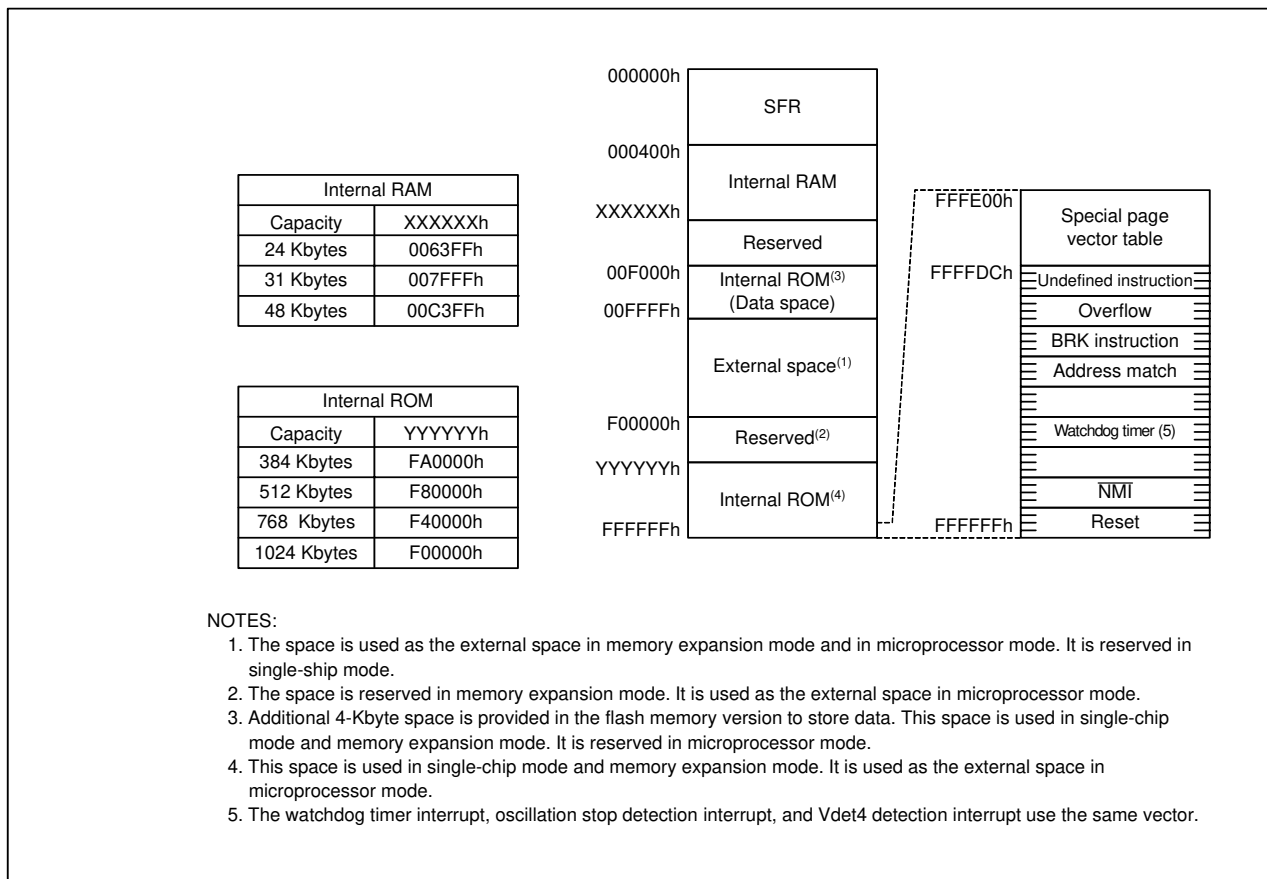 Internal RAM
Capacity XXXXXXh
24 Kbytes 0063FFh
31 Kbytes 007FFFh
48 Kbytes 00C3FFh
Internal ROM
Capacity YYYYYYh
384 Kbytes FA0000h
512 Kbytes F80000h
768 Kbytes F40000h
1024 Kbytes F00000h
000000h
SFR
000400h
Internal RAM
XXXXXXh
Reserved
00F000h
Internal ROM(3)
(Data space)
00FFFFh
External space(1)
F00000h
Reserved(2)
YYYYYYh
Internal ROM(4)
FFFFFFh
FFFE00h
Special page
vector table
FFFFDCh
Undefined instruction
Overflow
BRK instruction
Address match
Watchdog timer (5)
NMI
Reset
FFFFFFh
NOTES:
1. The space is used as the external space in memory expansion mode and in microprocessor mode. It is reserved in
single-ship mode.
2. The space is reserved in memory expansion mode. It is used as the external space in microprocessor mode.
3. Additional 4-Kbyte space is provided in the flash memory version to store data. This space is used in single-chip
mode and memory expansion mode. It is reserved in microprocessor mode.
4. This space is used in single-chip mode and memory expansion mode. It is used as the external space in
microprocessor mode.
5. The watchdog timer interrupt, oscillation stop detection interrupt, and Vdet4 detection interrupt use the same vector.